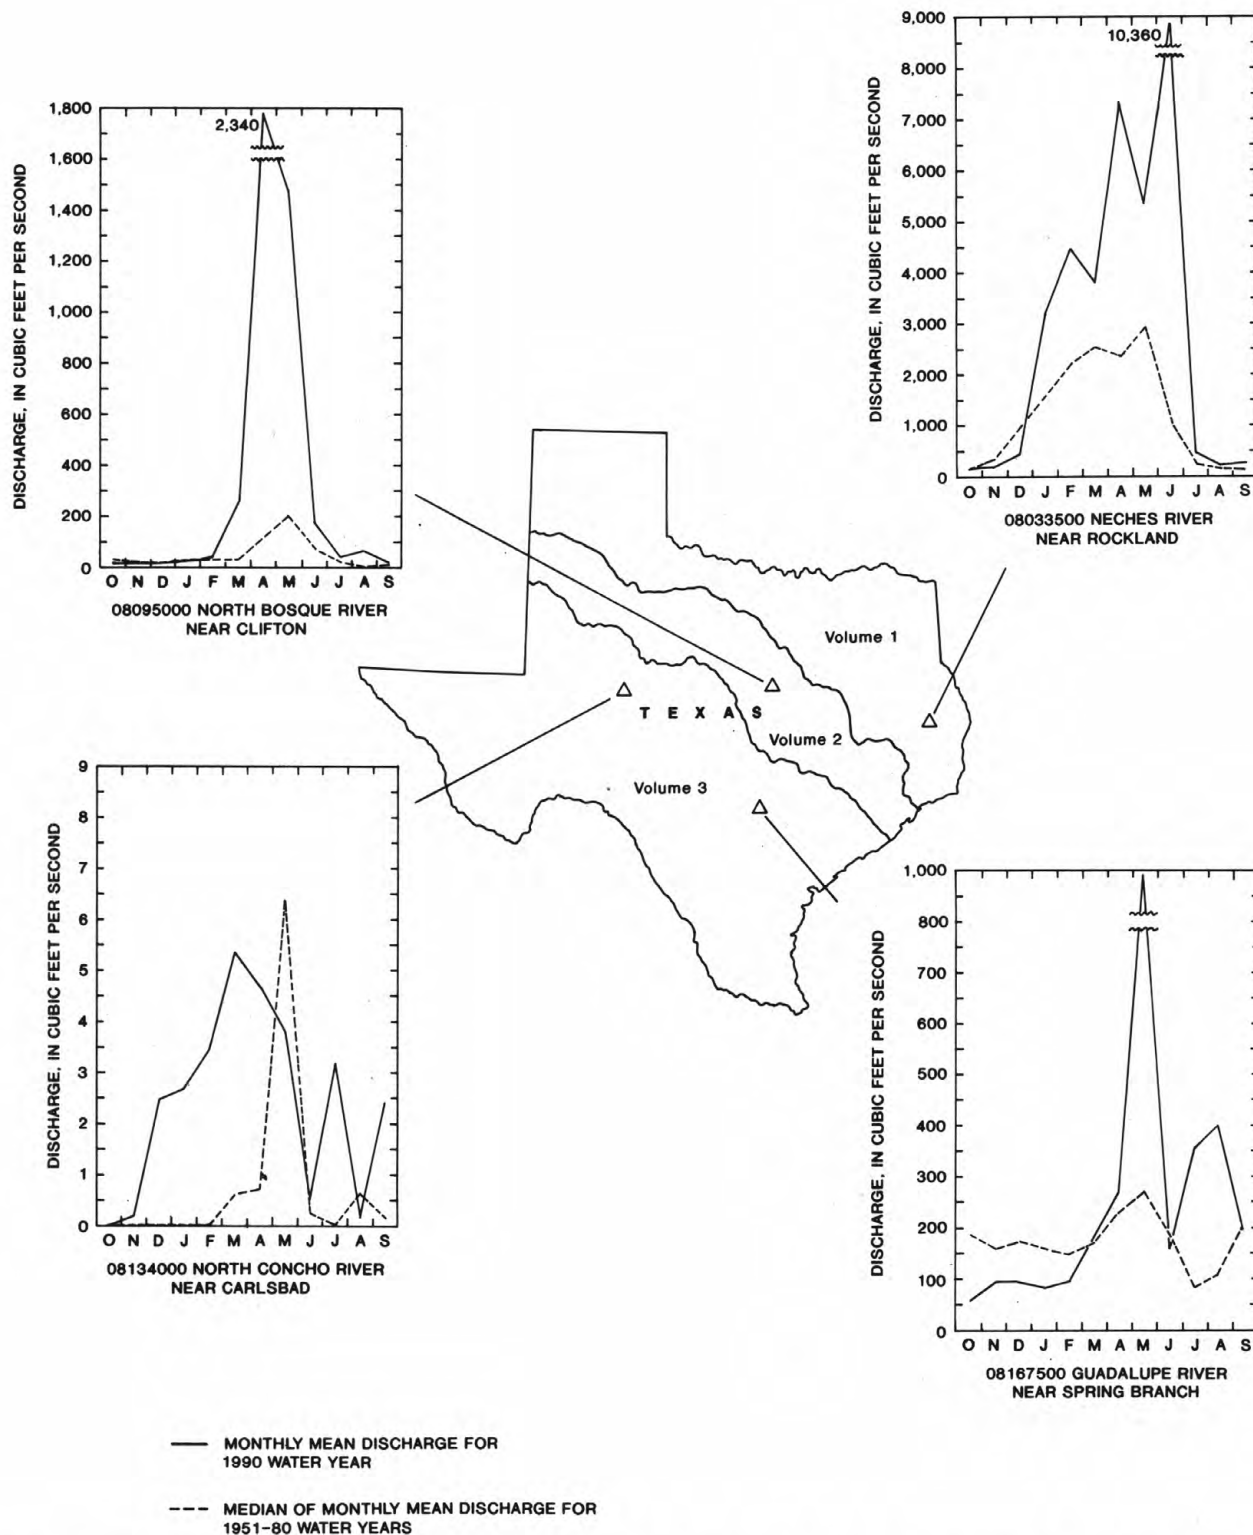 DISCHARGE, IN CUBIC FEET PER SECOND
1,800
1,600
1,400
1,200
1,000
800
600
400
200
0
2,340
O N D J F M A M J J A S
08095000 NORTH BOSQUE RIVER
NEAR CLIFTON
DISCHARGE, IN CUBIC FEET PER SECOND
9,000
8,000
7,000
6,000
5,000
4,000
3,000
2,000
1,000
0
10,360
O N D J F M A M J J A S
08033500 NECHES RIVER
NEAR ROCKLAND
Volume 1
TEXAS
Volume 2
Volume 3
DISCHARGE, IN CUBIC FEET PER SECOND
9
8
7
6
5
4
3
2
1
0
O N D J F M A M J J A S
08134000 NORTH CONCHO RIVER
NEAR CARLSBAD
DISCHARGE, IN CUBIC FEET PER SECOND
1,000
800
700
600
500
400
300
200
100
0
O N D J F M A M J J A S
08167500 GUADALUPE RIVER
NEAR SPRING BRANCH
MONTHLY MEAN DISCHARGE FOR
1990 WATER YEAR
MEDIAN OF MONTHLY MEAN DISCHARGE FOR
1951-80 WATER YEARS